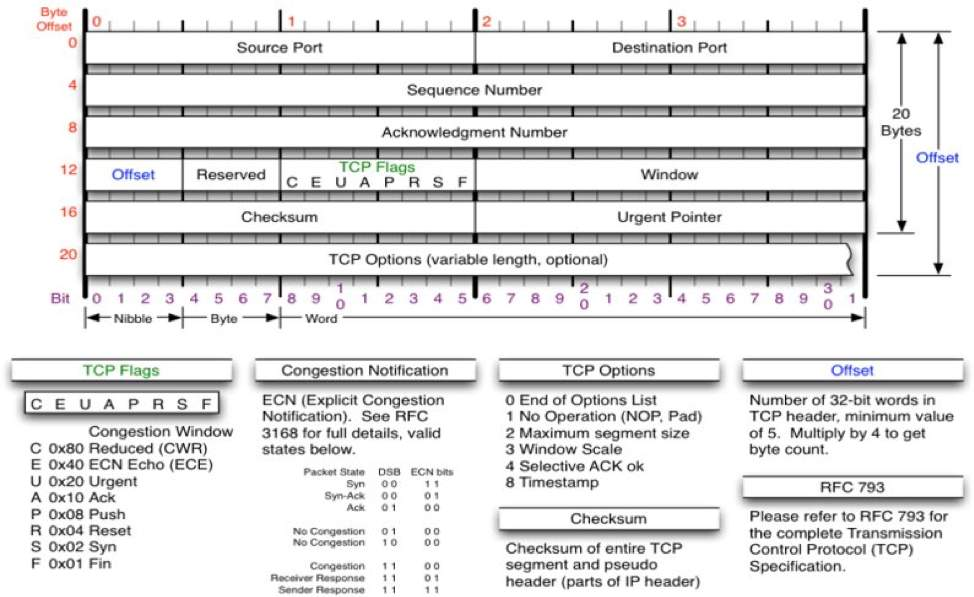 Byte
Offset
0 1 2 3
0 Source Port Destination Port
4 Sequence Number
8 Acknowledgment Number
20
Bytes
Offset
12 Offset Reserved TCP Flags Window
C E U A P R S F
16 Checksum Urgent Pointer
20 TCP Options (variable length, optional)
Bit 0 1 2 3 4 5 6 7 8 9 10 1 2 3 4 5 6 7 8 9 20 1 2 3 4 5 6 7 8 9 30 1
Nibble Byte Word
TCP Flags
C E U A P R S F
Congestion Window
C 0x80 Reduced (CWR)
E 0x40 ECN Echo (ECE)
U 0x20 Urgent
A 0x10 Ack
P 0x08 Push
R 0x04 Reset
S 0x02 Syn
F 0x01 Fin
Congestion Notification
ECN (Explicit Congestion
Notification). See RFC
3168 for full details, valid
states below.
Packet State DSB ECN bits
Syn 0 0 1 1
Syn-Ack 0 0 0 1
Ack 0 1 0 0
No Congestion 0 1 0 0
No Congestion 1 0 0 0
Congestion 1 1 0 0
Receiver Response 1 1 0 1
Sender Response 1 1 1 1
TCP Options
0 End of Options List
1 No Operation (NOP, Pad)
2 Maximum segment size
3 Window Scale
4 Selective ACK ok
8 Timestamp
Checksum
Checksum of entire TCP
segment and pseudo
header (parts of IP header)
Offset
Number of 32-bit words in
TCP header, minimum value
of 5. Multiply by 4 to get
byte count.
RFC 793
Please refer to RFC 793 for
the complete Transmission
Control Protocol (TCP)
Specification.